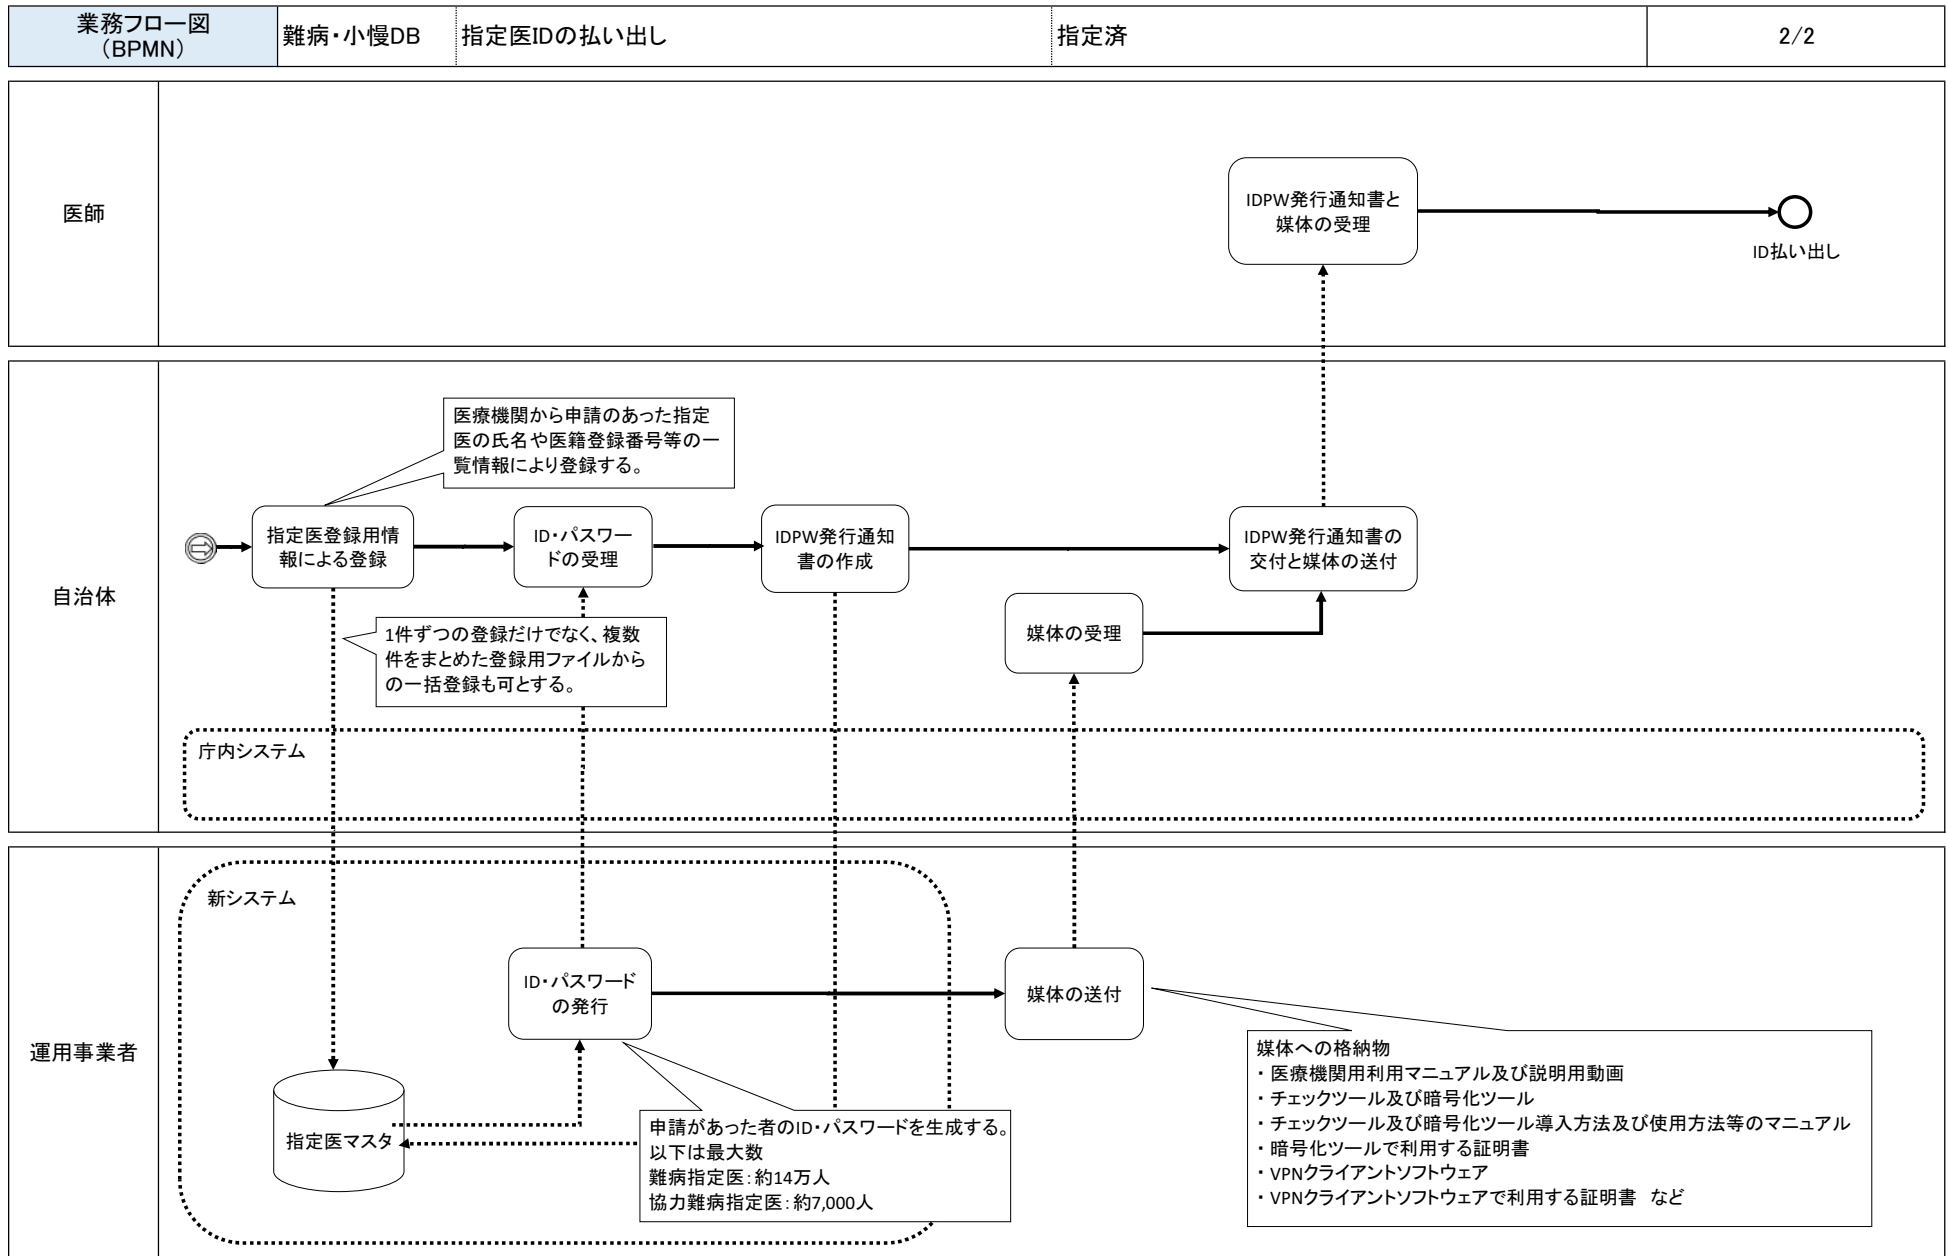 業務フロー図
（BPMN）
難病・小慢DB
指定医IDの払い出し
指定済
2/2
医師
IDPW発行通知書と
媒体の受理
ID払い出し
自治体
医療機関から申請のあった指定
医の氏名や医籍登録番号等の一
覧情報により登録する。
指定医登録用情
報による登録
ID・パスワー
ドの受理
IDPW発行通知
書の作成
IDPW発行通知書の
交付と媒体の送付
1件ずつの登録だけでなく、複数
件をまとめた登録用ファイルから
の一括登録も可とする。
媒体の受理
庁内システム
運用事業者
新システム
ID・パスワード
の発行
媒体の送付
指定医マスタ
申請があった者のID・パスワードを生成する。
以下は最大数
難病指定医：約14万人
協力難病指定医：約7,000人
媒体への格納物
・医療機関用利用マニュアル及び説明用動画
・チェックツール及び暗号化ツール
・チェックツール及び暗号化ツール導入方法及び使用方法等のマニュアル
・暗号化ツールで利用する証明書
・VPNクライアントソフトウェア
・VPNクライアントソフトウェアで利用する証明書　など